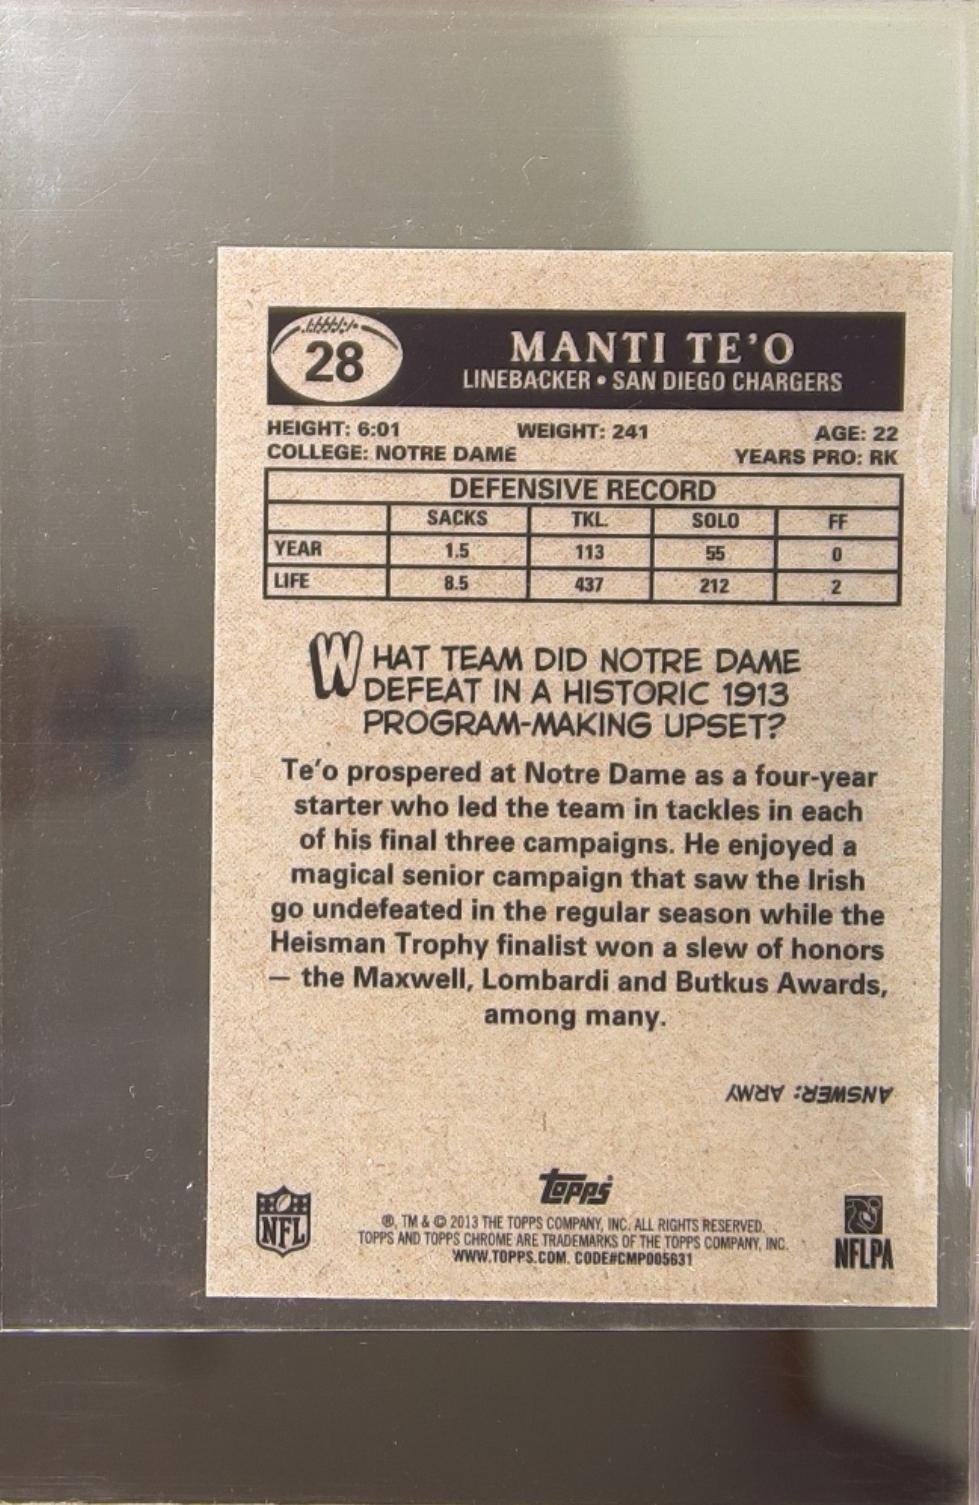 28
MANTI TE'O
LINEBACKER • SAN DIEGO CHARGERS
HEIGHT: 6:01 WEIGHT: 241 AGE: 22
COLLEGE: NOTRE DAME YEARS PRO: RK
DEFENSIVE RECORD
SACKS TKL. SOLO FF
YEAR 1.5 113 55 0
LIFE 8.5 437 212 2
WHAT TEAM DID NOTRE DAME
DEFEAT IN A HISTORIC 1913
PROGRAM-MAKING UPSET?
Te'o prospered at Notre Dame as a four-year
starter who led the team in tackles in each
of his final three campaigns. He enjoyed a
magical senior campaign that saw the Irish
go undefeated in the regular season while the
Heisman Trophy finalist won a slew of honors
— the Maxwell, Lombardi and Butkus Awards,
among many.
ANSWER: ARMY
topps
NFL
®, TM & © 2013 THE TOPPS COMPANY, INC. ALL RIGHTS RESERVED.
TOPPS AND TOPPS CHROME ARE TRADEMARKS OF THE TOPPS COMPANY, INC.
WWW.TOPPS.COM. CODE#CMP005631
NFLPA